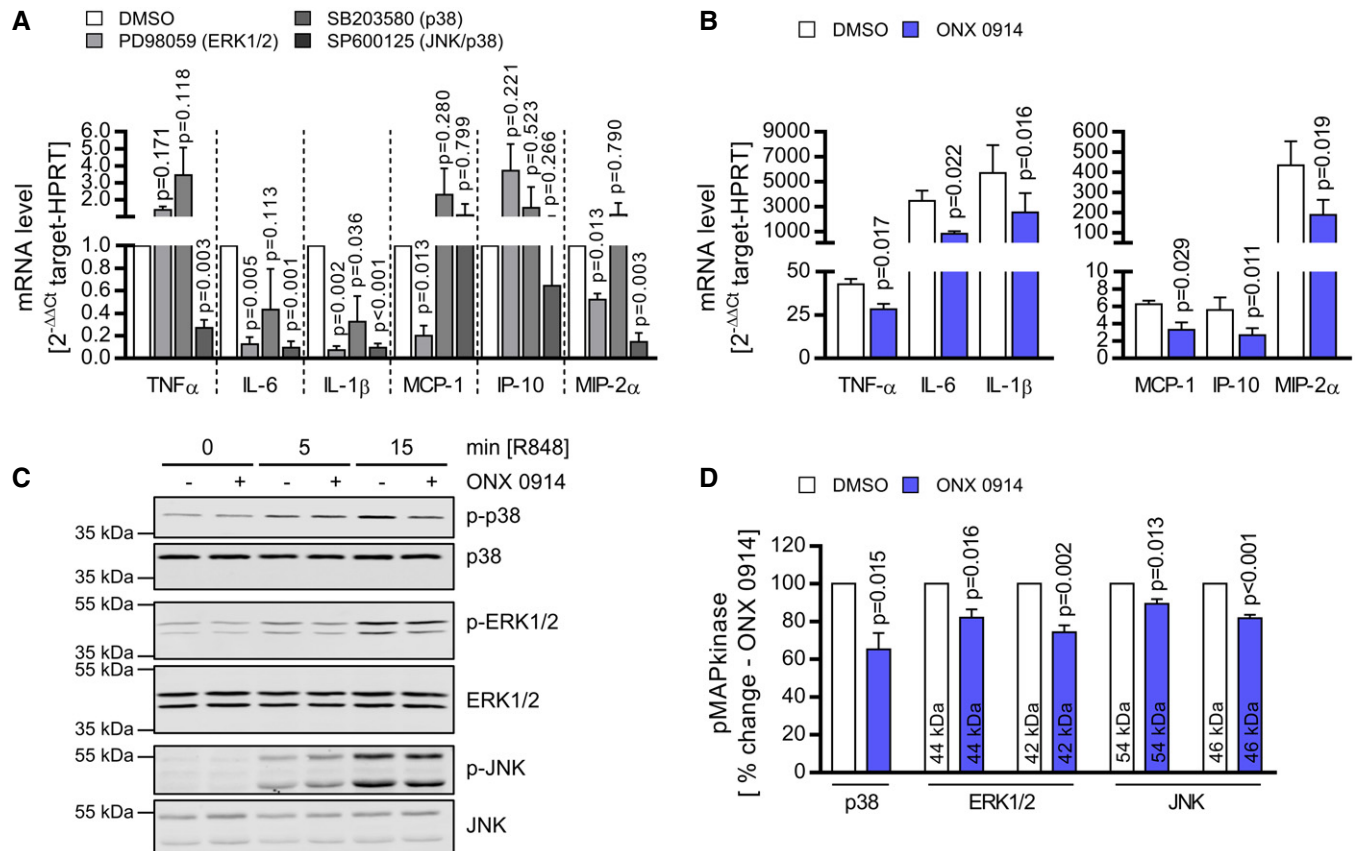 A
DMSO
SB203580 (p38)
PD98059 (ERK1/2)
SP600125 (JNK/p38)
mRNA level
[2-ΔΔCt target-HPRT]
6.0
5.0
4.0
3.0
2.0
1.0
0.8
0.6
0.4
0.2
0.0
p=0.171
p=0.118
p=0.003
p=0.005
p=0.113
p=0.001
p=0.002
p=0.036
p<0.001
p=0.013
p=0.280
p=0.799
p=0.221
p=0.523
p=0.266
p=0.013
p=0.790
p=0.003
TNFα IL-6 IL-1β MCP-1 IP-10 MIP-2α
B
DMSO ONX 0914
mRNA level
[2-ΔΔCt target-HPRT]
9000
7000
5000
3000
1000
50
25
0
p=0.017
p=0.022
p=0.016
TNF-α IL-6 IL-1β
600
500
400
300
200
100
0
6
4
2
0
p=0.029
p=0.011
p=0.019
MCP-1 IP-10 MIP-2α
C
0 5 15 min [R848]
- + - + - + ONX 0914
p-p38
35 kDa
p38
35 kDa
55 kDa
p-ERK1/2
35 kDa
55 kDa
ERK1/2
35 kDa
55 kDa
p-JNK
55 kDa
JNK
D
DMSO ONX 0914
pMAPkinase
[ % change - ONX 0914]
120
100
80
60
40
20
0
p=0.015
p=0.016
p=0.002
p=0.013
p<0.001
44 kDa
44 kDa
42 kDa
42 kDa
54 kDa
54 kDa
46 kDa
46 kDa
p38 ERK1/2 JNK